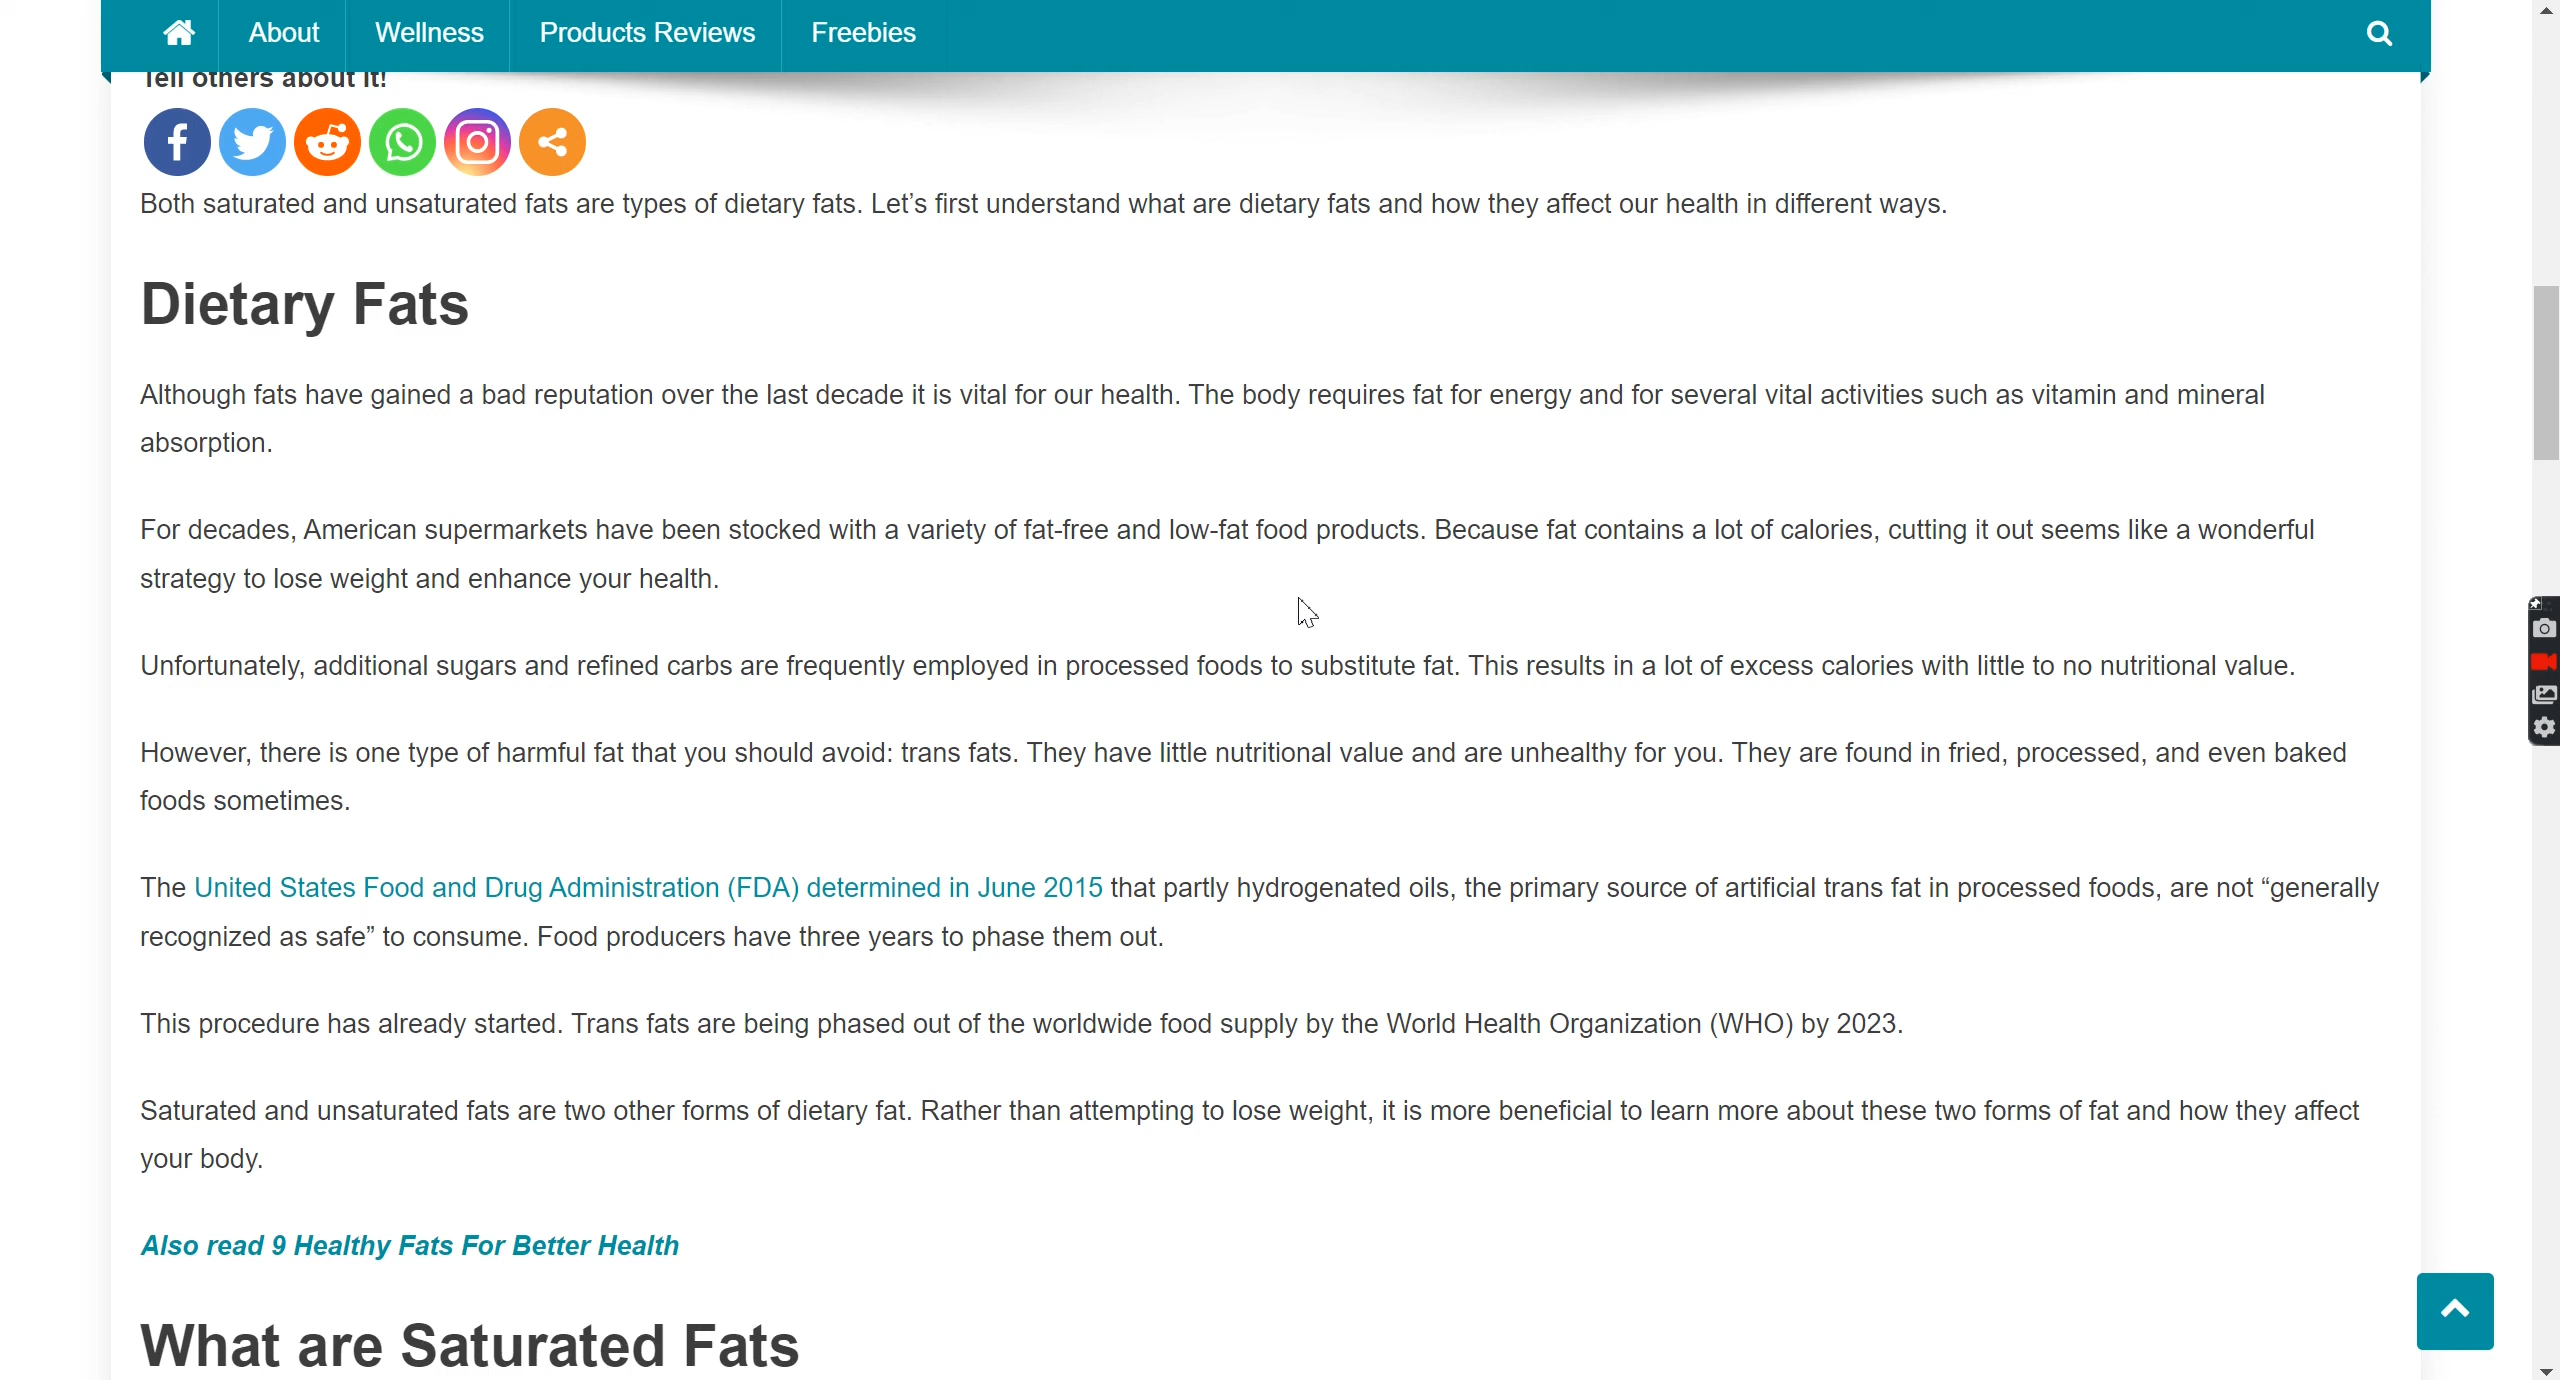 About
Wellness
Products Reviews
Freebies
Tell others about it!
Both saturated and unsaturated fats are types of dietary fats. Let’s first understand what are dietary fats and how they affect our health in different ways.
Dietary Fats
Although fats have gained a bad reputation over the last decade it is vital for our health. The body requires fat for energy and for several vital activities such as vitamin and mineral
absorption.
For decades, American supermarkets have been stocked with a variety of fat-free and low-fat food products. Because fat contains a lot of calories, cutting it out seems like a wonderful
strategy to lose weight and enhance your health.
Unfortunately, additional sugars and refined carbs are frequently employed in processed foods to substitute fat. This results in a lot of excess calories with little to no nutritional value.
However, there is one type of harmful fat that you should avoid: trans fats. They have little nutritional value and are unhealthy for you. They are found in fried, processed, and even baked
foods sometimes.
The United States Food and Drug Administration (FDA) determined in June 2015 that partly hydrogenated oils, the primary source of artificial trans fat in processed foods, are not “generally
recognized as safe” to consume. Food producers have three years to phase them out.
This procedure has already started. Trans fats are being phased out of the worldwide food supply by the World Health Organization (WHO) by 2023.
Saturated and unsaturated fats are two other forms of dietary fat. Rather than attempting to lose weight, it is more beneficial to learn more about these two forms of fat and how they affect
your body.
Also read 9 Healthy Fats For Better Health
What are Saturated Fats